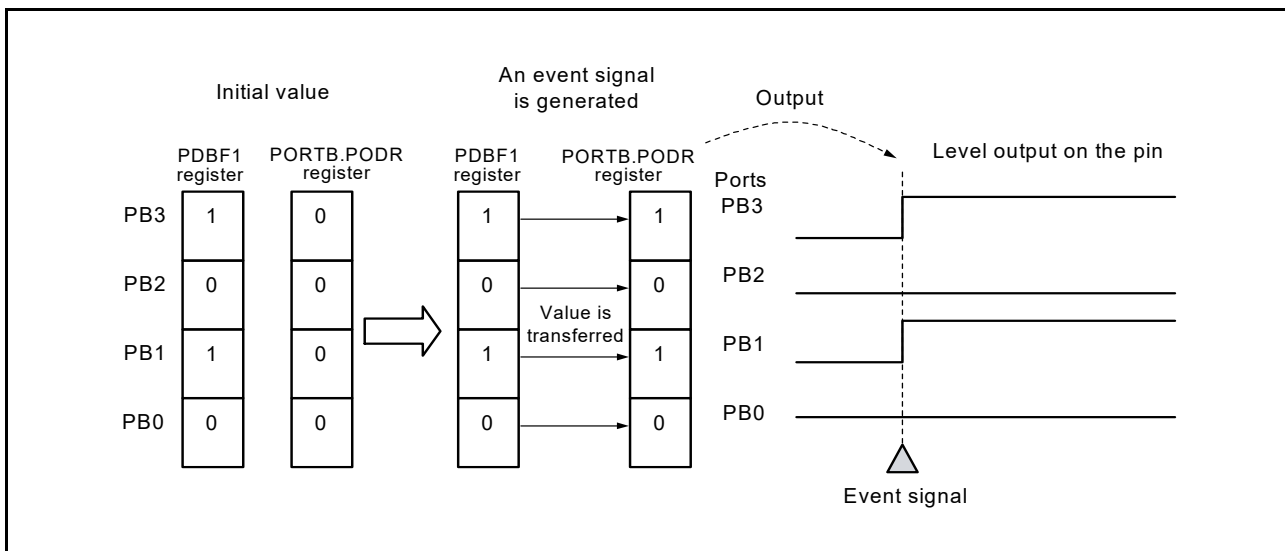 Initial value
An event signal
is generated
Output
PDBF1
register
PORTB.PODR
register
PDBF1
register
PORTB.PODR
register
Level output on the pin
Ports
PB3 1 0 1 1 PB3
PB2 0 0 0 0 PB2
Value is
transferred
PB1 1 0 1 1 PB1
PB0 0 0 0 0 PB0
Event signal